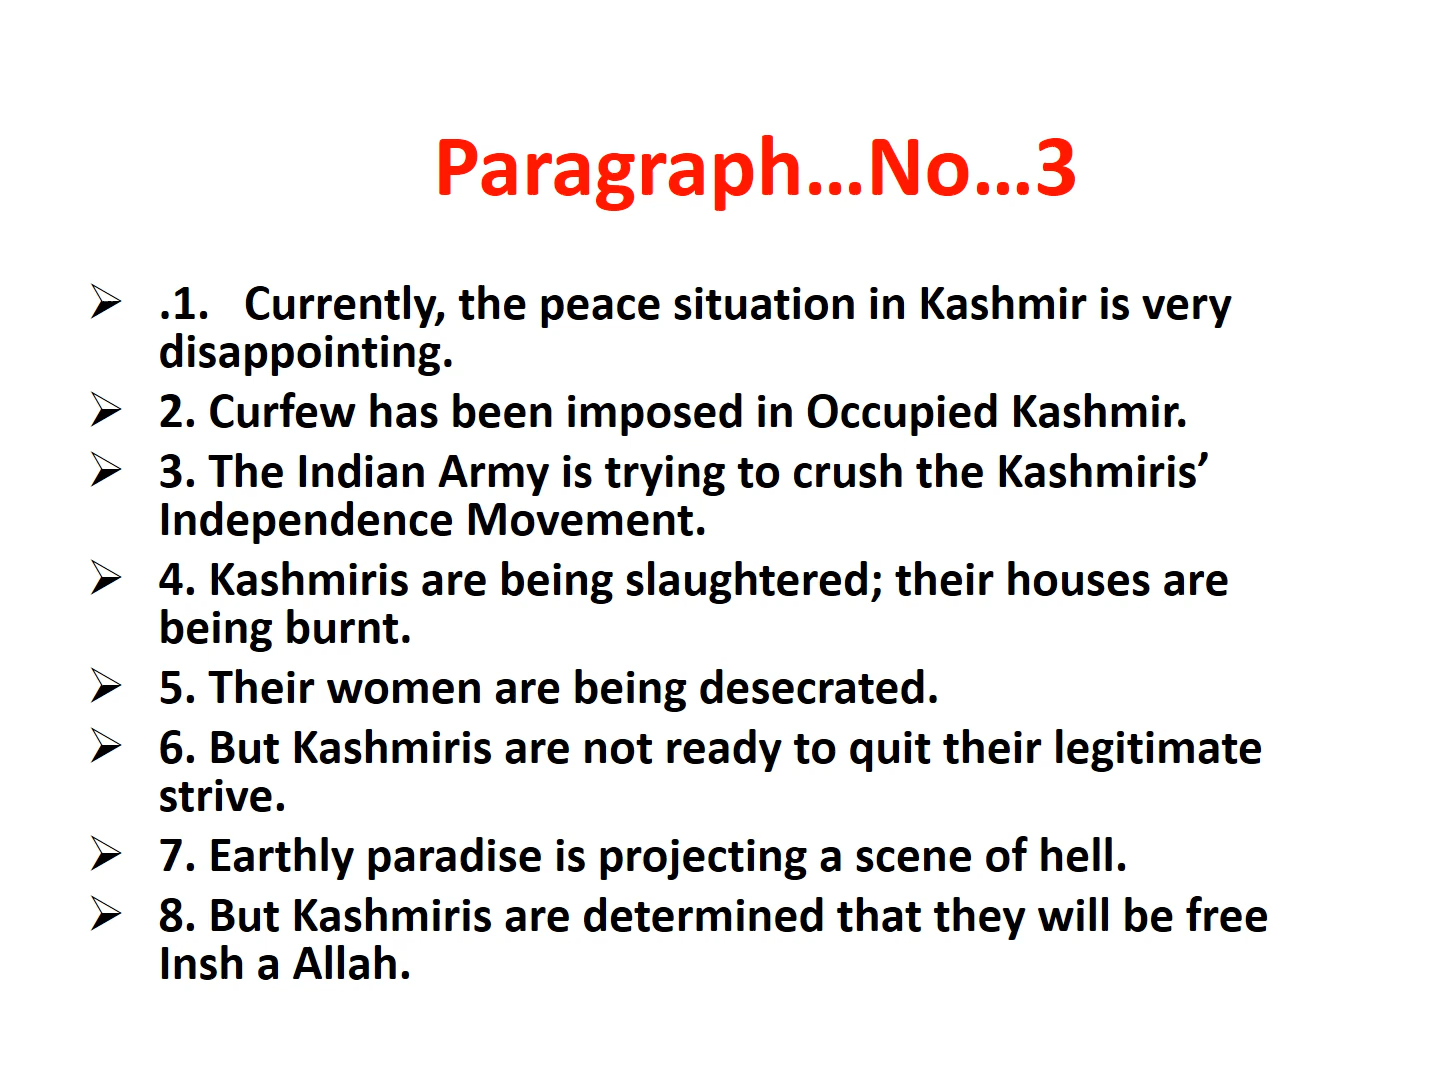 Paragraph...No...3
.1. Currently, the peace situation in Kashmir is very
disappointing.
2. Curfew has been imposed in Occupied Kashmir.
3. The Indian Army is trying to crush the Kashmiris’
Independence Movement.
4. Kashmiris are being slaughtered; their houses are
being burnt.
5. Their women are being desecrated.
6. But Kashmiris are not ready to quit their legitimate
strive.
7. Earthly paradise is projecting a scene of hell.
8. But Kashmiris are determined that they will be free
Insh a Allah.